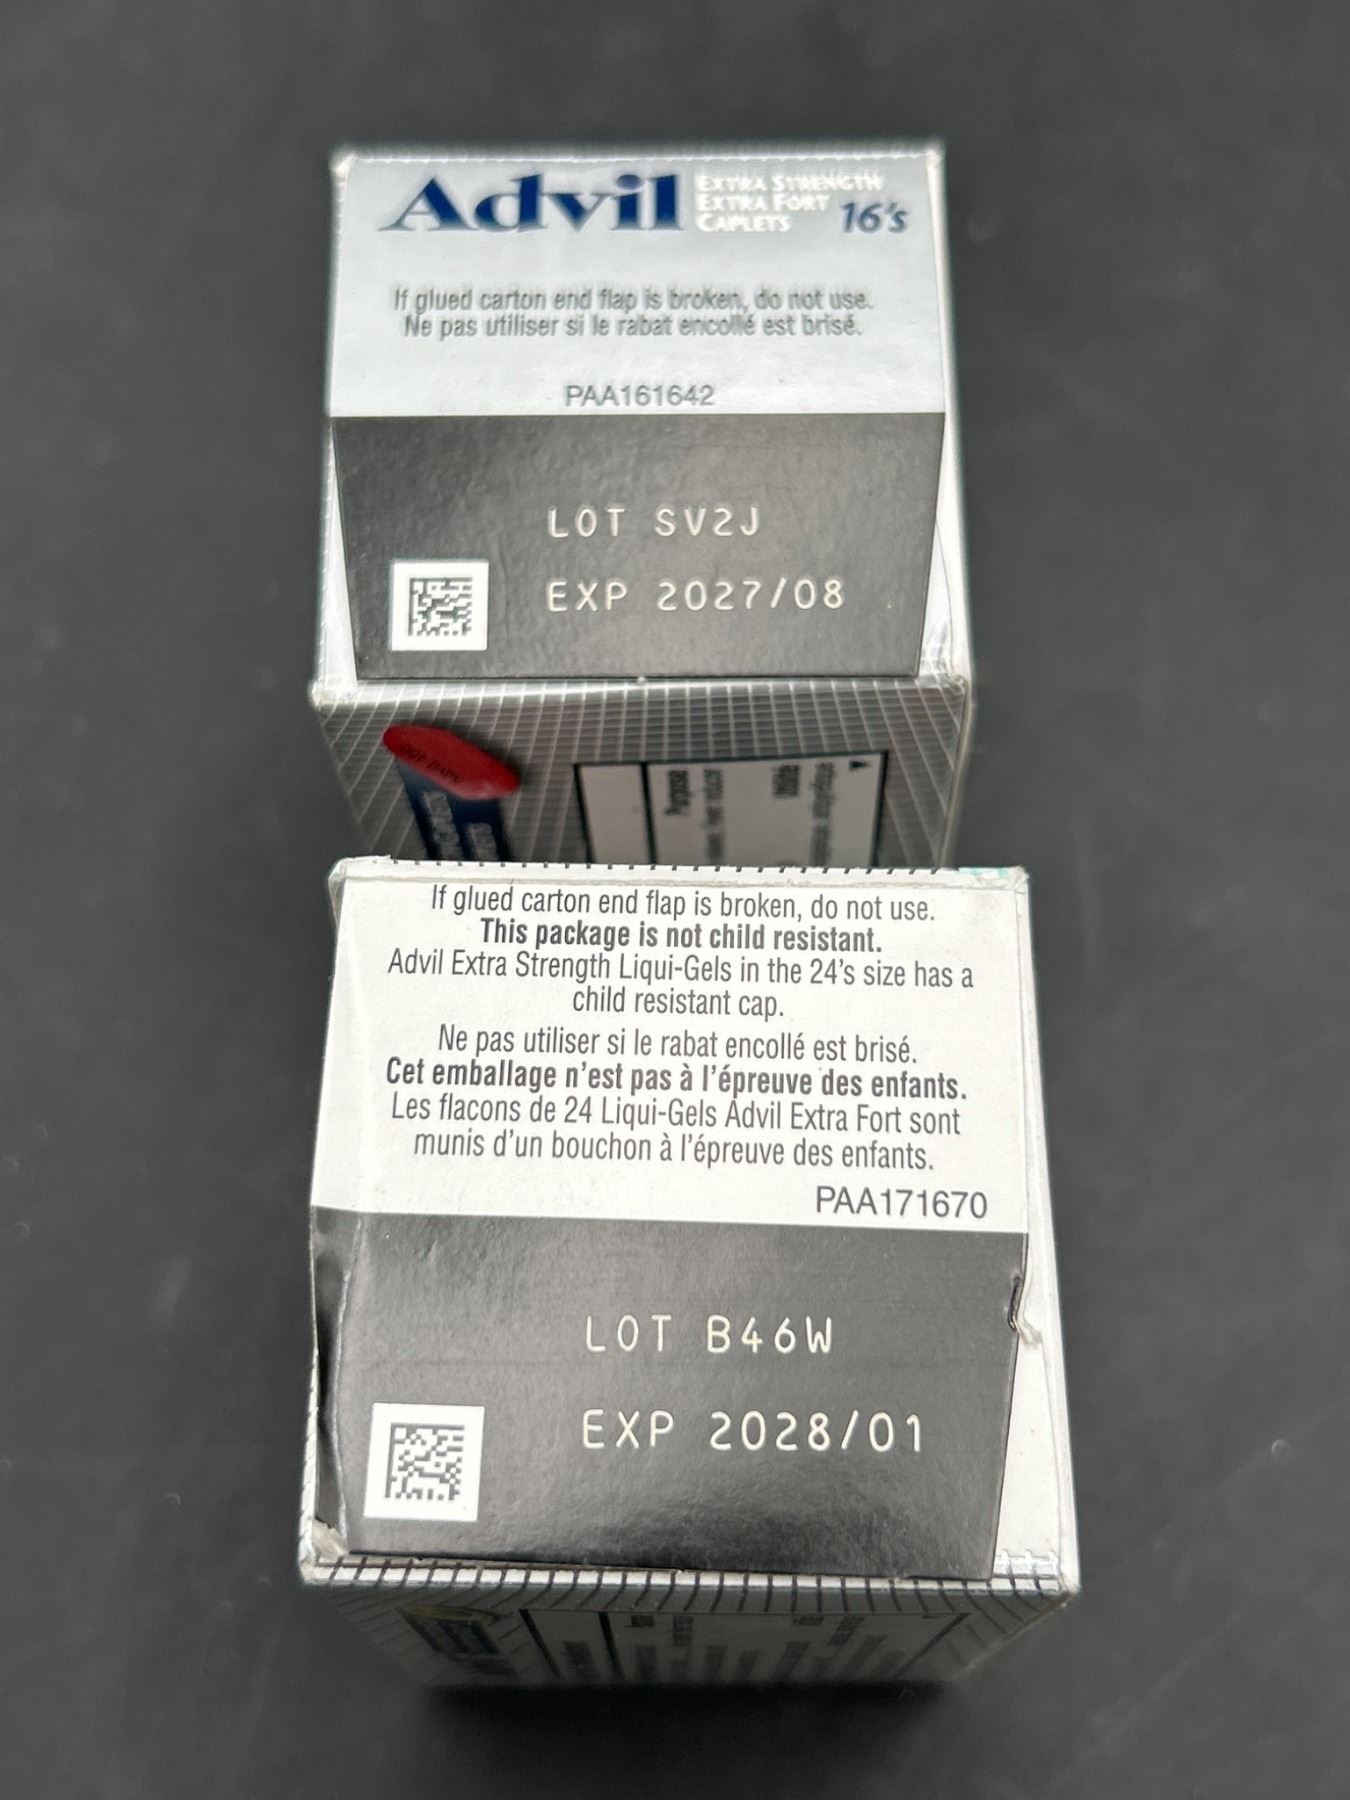 Advil EXTRA STRENGTH
EXTRA FORT
CAPLETS
16's
If glued carton end flap is broken, do not use.
Ne pas utiliser si le rabat encollé est brisé.
PAA161642
LOT SV2J
EXP 2027/08
Purpose
If glued carton end flap is broken, do not use.
This package is not child resistant.
Advil Extra Strength Liqui-Gels in the 24's size has a
child resistant cap.
Ne pas utiliser si le rabat encollé est brisé.
Cet emballage n'est pas à l'épreuve des enfants.
Les flacons de 24 Liqui-Gels Advil Extra Fort sont
munis d'un bouchon à l'épreuve des enfants.
PAA171670
LOT B46W
EXP 2028/01